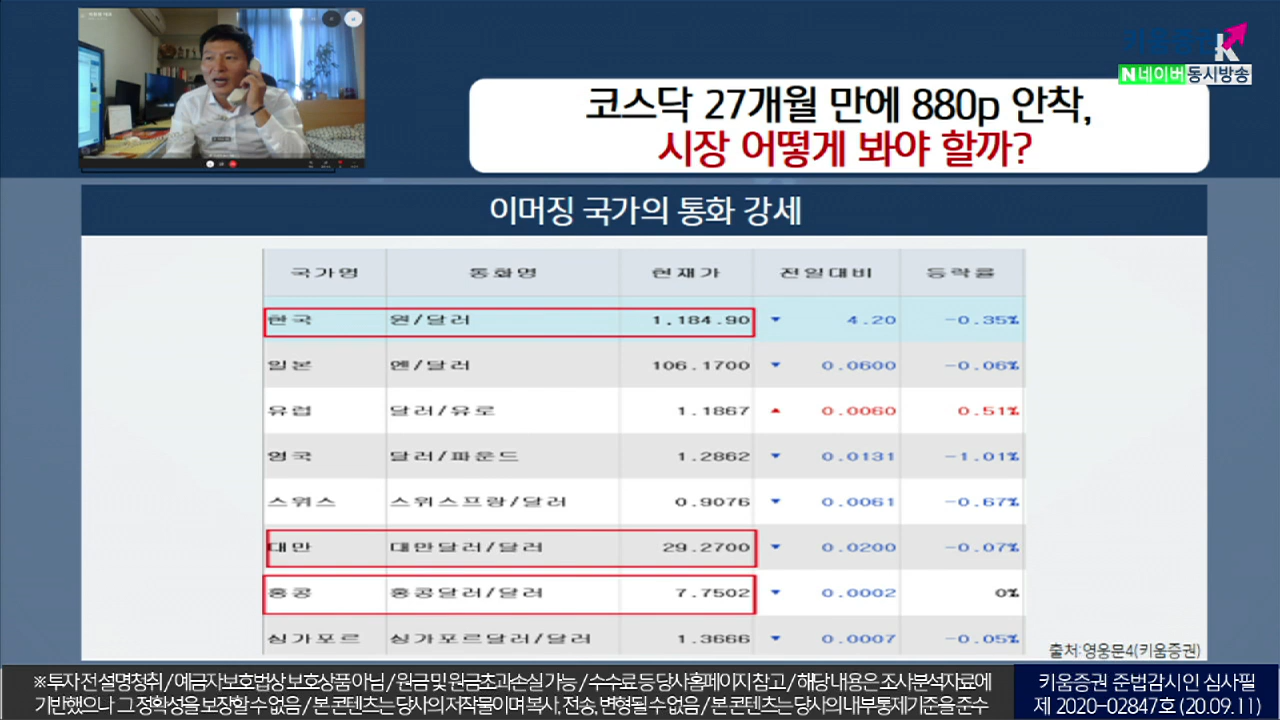 키움증권
N네이버 동시방송
코스닥 27개월 만에 880p 안착,
시장 어떻게 봐야 할까?
이머징 국가의 통화 강세
국가명 통화명 현재가 전일대비 등락률
한국 원/달러 1,184.90 ▼ 4.20 -0.35%
일본 엔/달러 106.1700 ▼ 0.0600 -0.06%
유럽 달러/유로 1.1867 ▲ 0.0060 0.51%
영국 달러/파운드 1.2862 ▼ 0.0131 -1.01%
스위스 스위스프랑/달러 0.9076 ▼ 0.0061 -0.67%
대만 대만달러/달러 29.2700 ▼ 0.0200 -0.07%
홍콩 홍콩달러/달러 7.7502 ▼ 0.0002 0%
싱가포르 싱가포르달러/달러 1.3666 ▼ 0.0007 -0.05%
출처:영웅문4(키움증권)
※투자 전 설명청취 / 예금자보호법상 보호상품 아님 / 원금 및 원금초과손실 가능 / 수수료 등 당사홈페이지 참고 / 해당 내용은 조사분석자료에
기반했으나 그 정확성을 보장할 수 없음 / 본 콘텐츠는 당사의 저작물이며 복사, 전송, 변형될 수 없음 / 본 콘텐츠는 당사의 내부통제기준을 준수
키움증권 준법감시인 심사필
제 2020-02847호 (20.09.11)